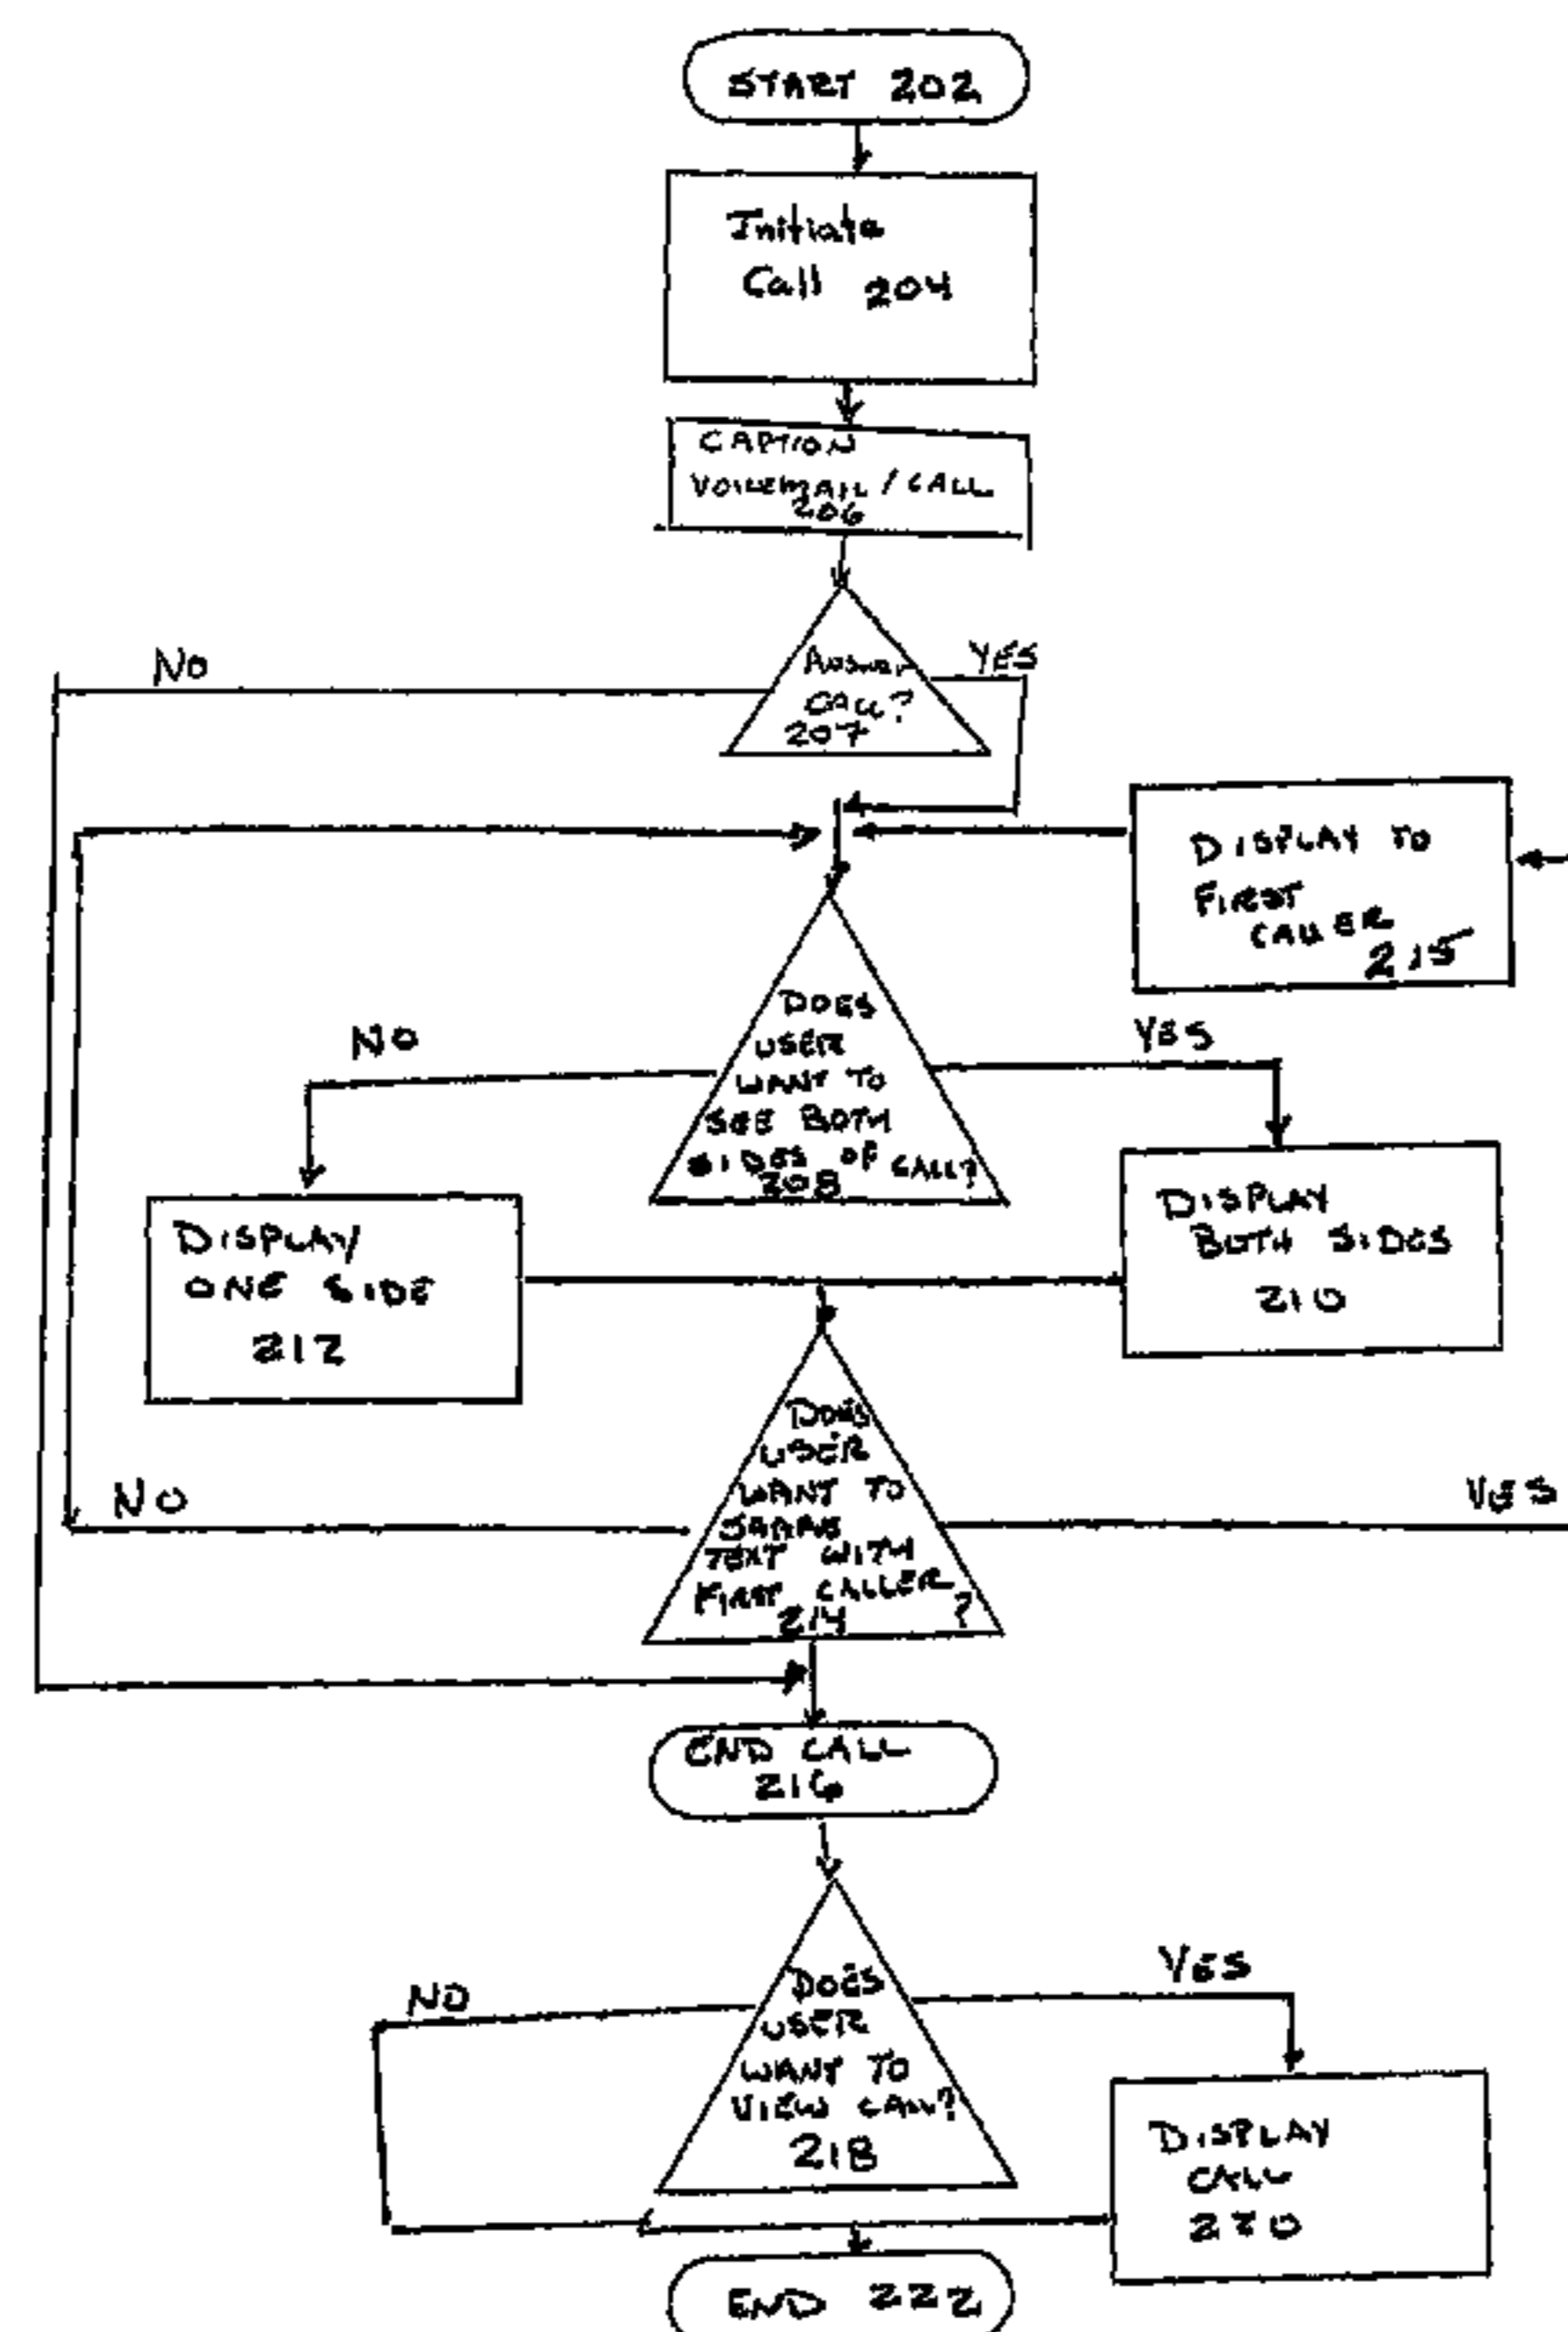 START 202
Initiate
Call 204
CAPTION
VOICEMAIL / CALL
206
NO
YES
Answer
CALL?
207
DISPLAY TO
FIRST
CALLER
215
DOES
USER
WANT TO
SEE BOTH
SIDES OF CALL?
208
NO
YES
DISPLAY
ONE SIDE
212
DISPLAY
BOTH SIDES
210
DOES
USER
WANT TO
SHARE
TEXT WITH
FIRST CALLER ?
214
NO
YES
END CALL
216
DOES
USER
WANT TO
VIEW CALL?
218
NO
YES
DISPLAY
CALL
220
END 222